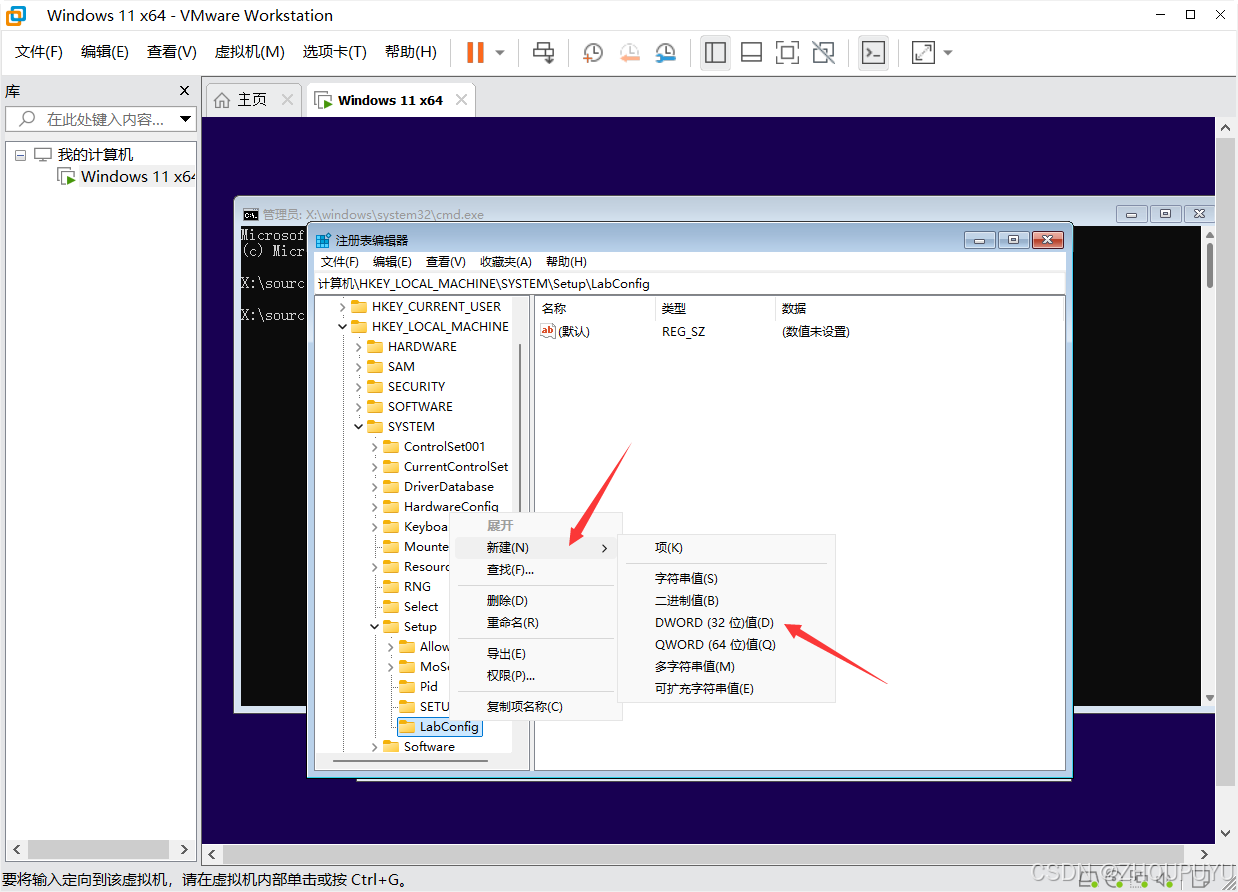 Windows 11 x64 - VMware Workstation
文件(F) 编辑(E) 查看(V) 虚拟机(M) 选项卡(T) 帮助(H)
库
在此处键入内容...
我的计算机
Windows 11 x64
主页
Windows 11 x64
管理员: X:\windows\system32\cmd.exe
Microsof
(c) Micr
X:\sourc
X:\sourc
注册表编辑器
文件(F) 编辑(E) 查看(V) 收藏夹(A) 帮助(H)
计算机\HKEY_LOCAL_MACHINE\SYSTEM\Setup\LabConfig
HKEY_CURRENT_USER
HKEY_LOCAL_MACHINE
HARDWARE
SAM
SECURITY
SOFTWARE
SYSTEM
ControlSet001
CurrentControlSet
DriverDatabase
HardwareConfig
Keyboa
Mounte
Resourc
RNG
Select
Setup
Allow
MoSe
Pid
SETU
LabConfig
Software
名称 类型 数据
ab (默认) REG_SZ (数值未设置)
展开
新建(N)
查找(F)...
删除(D)
重命名(R)
导出(E)
权限(P)...
复制项名称(C)
项(K)
字符串值(S)
二进制值(B)
DWORD (32 位)值(D)
QWORD (64 位)值(Q)
多字符串值(M)
可扩充字符串值(E)
要将输入定向到该虚拟机，请在虚拟机内部单击或按 Ctrl+G。
CSDN @ZHOUPUYU